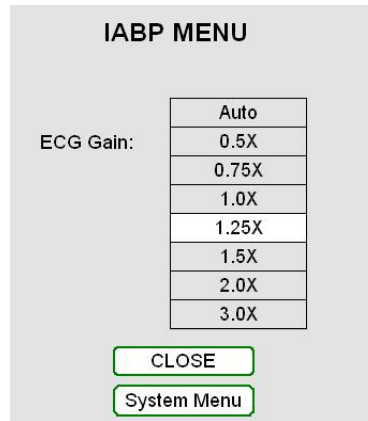 IABP MENU
Auto
ECG Gain: 0.5X
0.75X
1.0X
1.25X
1.5X
2.0X
3.0X
CLOSE
System Menu